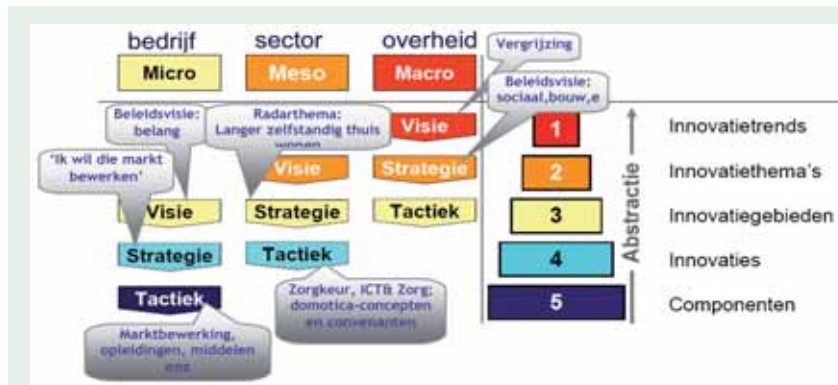 bedrijf sector overheid
Micro Meso Macro
Vergrijzing
Beleidsvisie:
sociaal,bouw,e
Beleidsvisie:
belang
Radarthema:
Langer zelfstandig thuis
wonen
'Ik wil die markt
bewerken'
Visie
Visie Strategie
Visie Strategie Tactiek
Strategie Tactiek
Tactiek
Zorgkeur, ICT& Zorg;
domotica-concepten
en convenanten
Marktbewerking,
opleidingen, middelen
enz.
1 Innovatietrends
2 Innovatiethema's
3 Innovatiegebieden
4 Innovaties
5 Componenten
Abstractie